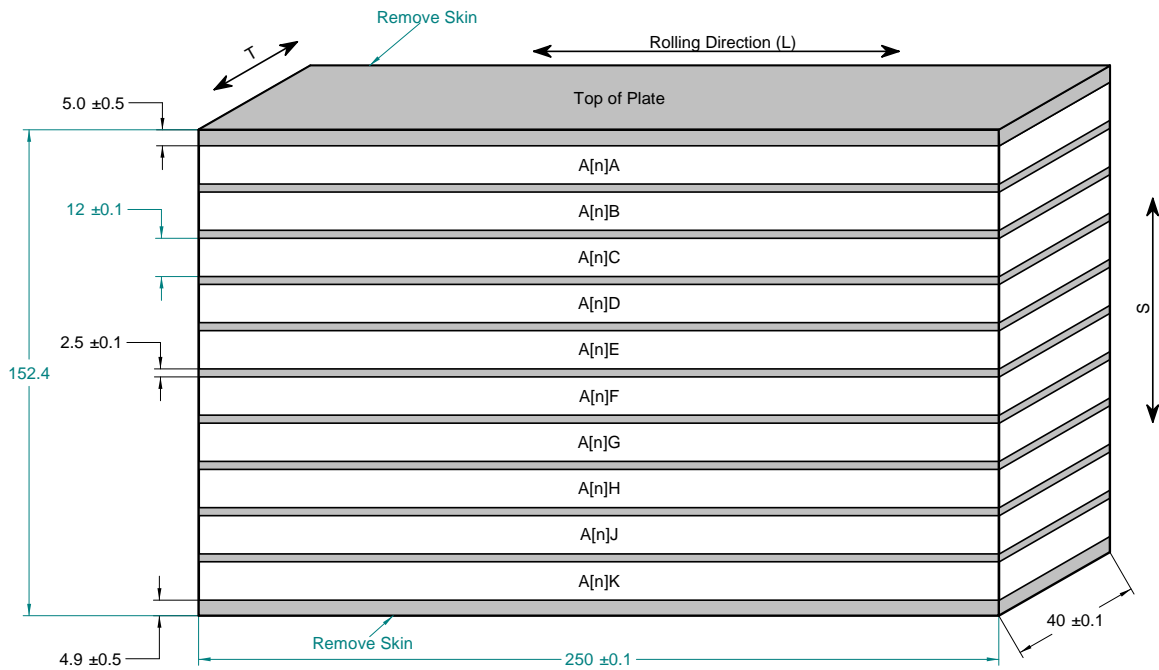 Remove Skin
T
Rolling Direction (L)
5.0 ±0.5
Top of Plate
A[n]A
12 ±0.1
A[n]B
A[n]C
A[n]D
S
2.5 ±0.1
A[n]E
152.4
A[n]F
A[n]G
A[n]H
A[n]J
A[n]K
40 ±0.1
Remove Skin
4.9 ±0.5
250 ±0.1